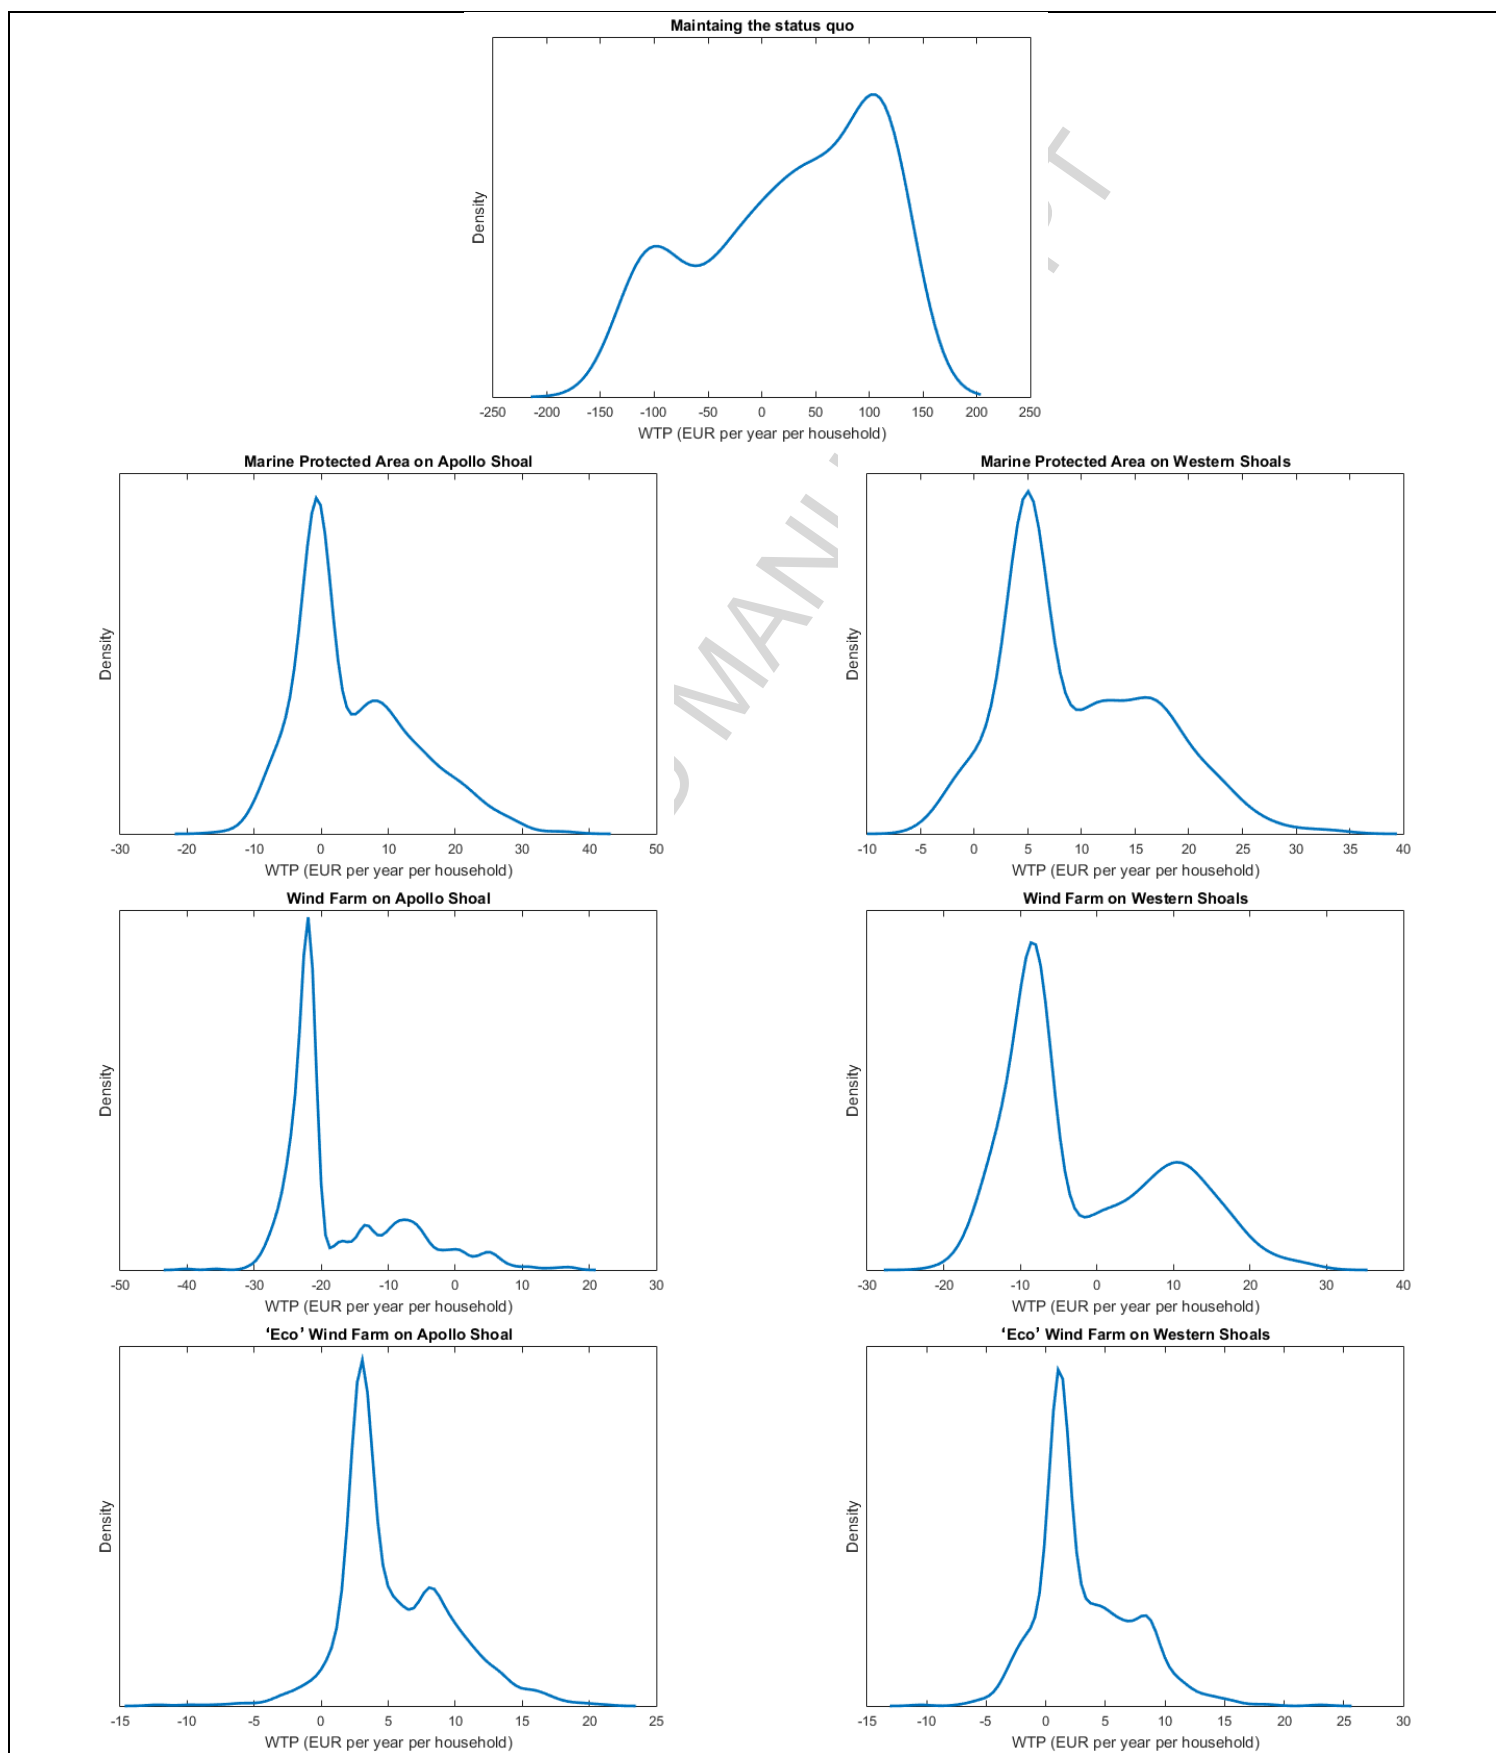 Maintaing the status quo
Density
-250 -200 -150 -100 -50 0 50 100 150 200 250
WTP (EUR per year per household)
Marine Protected Area on Apollo Shoal
Density
-30 -20 -10 0 10 20 30 40 50
WTP (EUR per year per household)
Marine Protected Area on Western Shoals
Density
-10 -5 0 5 10 15 20 25 30 35 40
WTP (EUR per year per household)
Wind Farm on Apollo Shoal
Density
-50 -40 -30 -20 -10 0 10 20 30
WTP (EUR per year per household)
Wind Farm on Western Shoals
Density
-30 -20 -10 0 10 20 30 40
WTP (EUR per year per household)
‘Eco’ Wind Farm on Apollo Shoal
Density
-15 -10 -5 0 5 10 15 20 25
WTP (EUR per year per household)
‘Eco’ Wind Farm on Western Shoals
Density
-15 -10 -5 0 5 10 15 20 25 30
WTP (EUR per year per household)